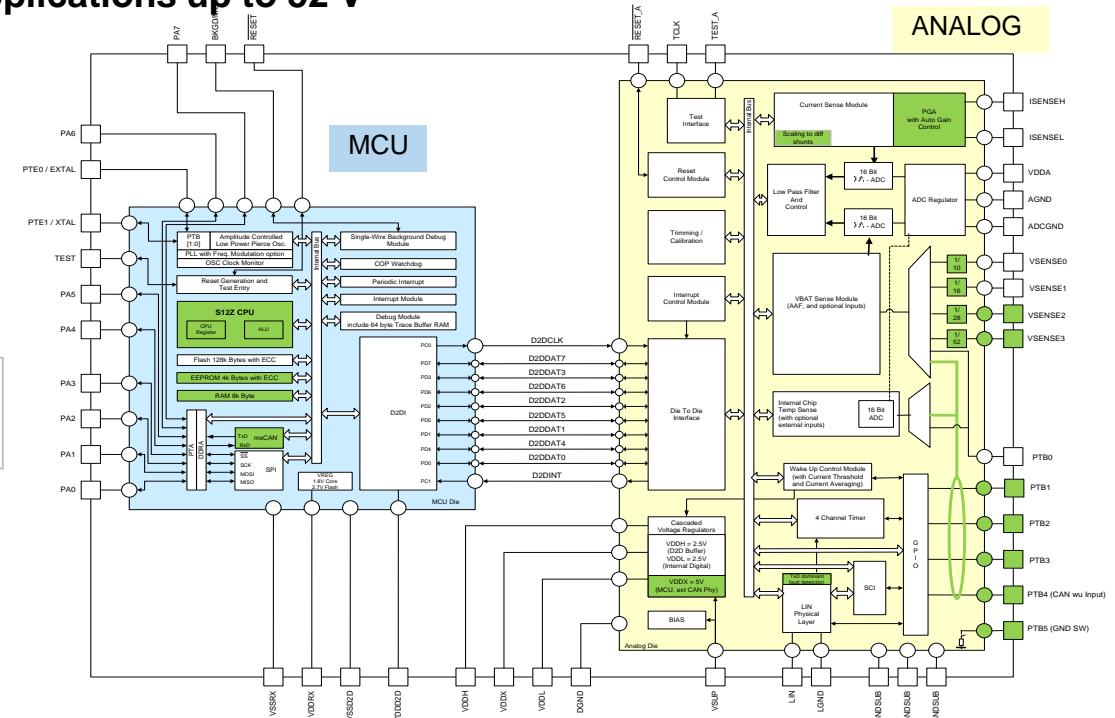 plications up to 52 V
ANALOG
MCU
PA7
RESET
RESET_A
TCLK
TEST_A
PA6
PTE0 / EXTAL
PTE1 / XTAL
TEST
PA5
PA4
PA3
PA2
PA1
PA0
PTB
[1:0]
Amplitude Controlled
Low Power Pierce Osc.
PLL with Freq. Modulation option
OSC Clock Monitor
Reset Generation and
Test Entry
S12Z CPU
CPU
Register
ALU
Flash 128k Bytes with ECC
EEPROM 4k Bytes with ECC
RAM 8k Byte
PTA
DDRA
TxD
RxD
msCAN
SS
SCK
MOSI
MISO
SPI
VREG
1.8V Core
2.7V Flash
Internal Bus
Single-Wire Background Debug
Module
COP Watchdog
Periodic Interrupt
Interrupt Module
Debug Module
include 64 byte Trace Buffer RAM
D2DI
PC0
PD7
PD3
PD6
PD2
PD5
PD1
PD4
PD0
PC1
MCU Die
D2DCLK
D2DDAT7
D2DDAT3
D2DDAT6
D2DDAT2
D2DDAT5
D2DDAT1
D2DDAT4
D2DDAT0
D2DINT
Test
Interface
Reset
Control Module
Trimming /
Calibration
Interrupt
Control Module
Die To Die
Interface
Cascaded
Voltage Regulators
VDDH = 2.5V
(D2D Buffer)
VDDL = 2.5V
(Internal Digital)
VDDX = 5V
(MCU, ext CAN Phy)
BIAS
Analog Die
Internal Bus
Current Sense Module
Scaling to diff
shunts
PGA
with Auto Gain
Control
Low Pass Filter
And
Control
16 Bit
- ADC
16 Bit
- ADC
ADC Regulator
VBAT Sense Module
(AAF, and optional Inputs)
1/
10
1/
16
1/
28
1/
52
Internal Chip
Temp Sense
(with optional
external inputs)
16 Bit
ADC
Wake Up Control Module
(with Current Threshold
and Current Averaging)
4 Channel Timer
TxD dominant
fault detection
LIN
Physical
Layer
SCI
G
P
I
O
ISENSEH
ISENSEL
VDDA
AGND
ADCGND
VSENSE0
VSENSE1
VSENSE2
VSENSE3
PTB0
PTB1
PTB2
PTB3
PTB4 (CAN wu Input)
PTB5 (GND SW)
VSSRX
VDDRX
VSSD2D
VDDD2D
VDDH
VDDX
VDDL
DGND
VSUP
LIN
LGND
NDSUB
NDSUB
NDSUB